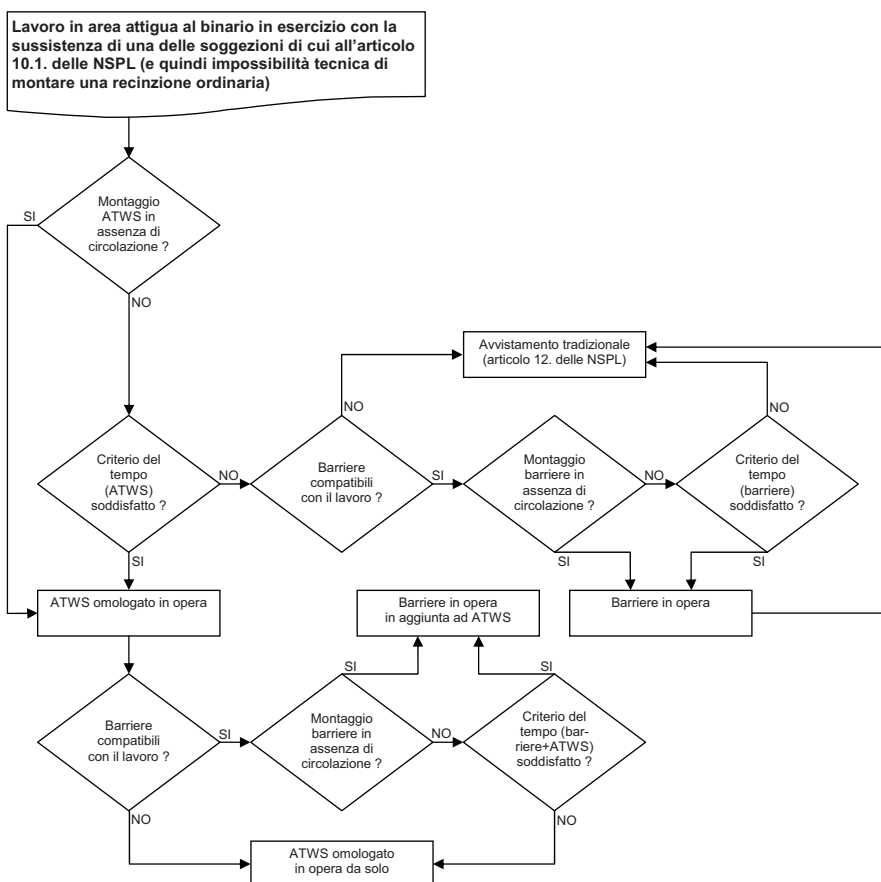 Lavoro in area attigua al binario in esercizio con la
sussistenza di una delle soggezioni di cui all'articolo
10.1. delle NSPL (e quindi impossibilità tecnica di
montare una recinzione ordinaria)
Montaggio
ATWS in
assenza di
circolazione ?
SI
NO
Avvistamento tradizionale
(articolo 12. delle NSPL)
NO
NO
Criterio del
tempo
(ATWS)
soddisfatto ?
NO
Barriere
compatibili
con il lavoro ?
SI
Montaggio
barriere in
assenza di
circolazione ?
NO
Criterio del
tempo
(barriere)
soddisfatto ?
SI
SI
SI
ATWS omologato in opera
Barriere in opera
in aggiunta ad ATWS
Barriere in opera
SI
SI
Barriere
compatibili
con il lavoro ?
SI
Montaggio
barriere in
assenza di
circolazione ?
NO
Criterio del
tempo (bar-
riere+ATWS)
soddisfatto ?
NO
NO
ATWS omologato
in opera da solo